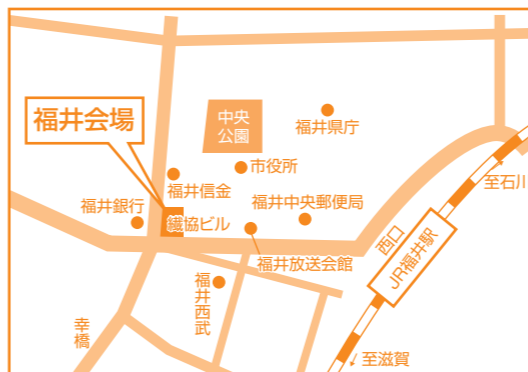 中央
公園
福井県庁
福井会場
市役所
至石川
福井信金
福井銀行
福井中央郵便局
繊協ビル
西口
JR福井駅
福井放送会館
福井西武
幸橋
至滋賀